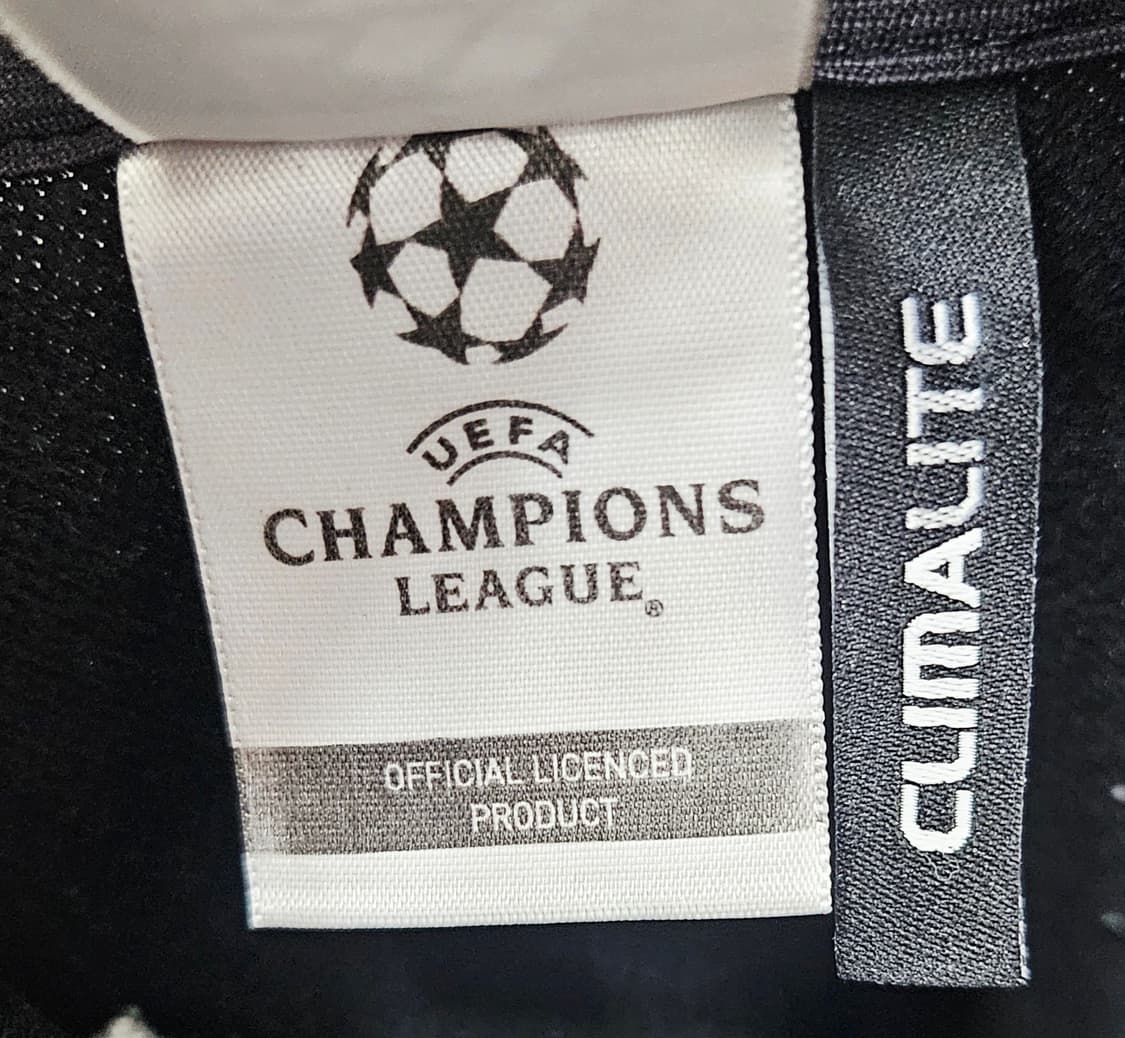 UEFA
CHAMPIONS
LEAGUE®
OFFICIAL LICENCED
PRODUCT
CLIMALITE